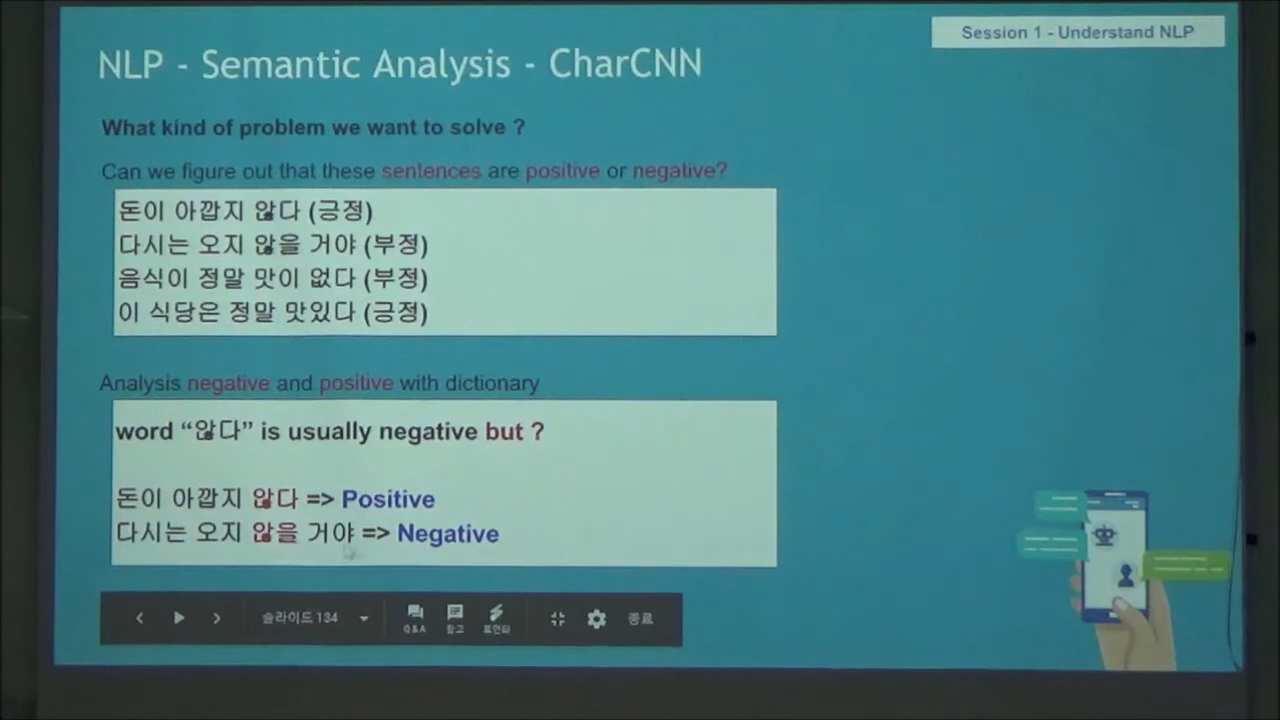 Session 1 - Understand NLP
NLP - Semantic Analysis - CharCNN
What kind of problem we want to solve ?
Can we figure out that these sentences are positive or negative?
돈이 아깝지 않다 (긍정)
다시는 오지 않을 거야 (부정)
음식이 정말 맛이 없다 (부정)
이 식당은 정말 맛있다 (긍정)
Analysis negative and positive with dictionary
word “않다” is usually negative but ?
돈이 아깝지 않다 => Positive
다시는 오지 않을 거야 => Negative
슬라이드 134
Q&A 참고 포인터
종료